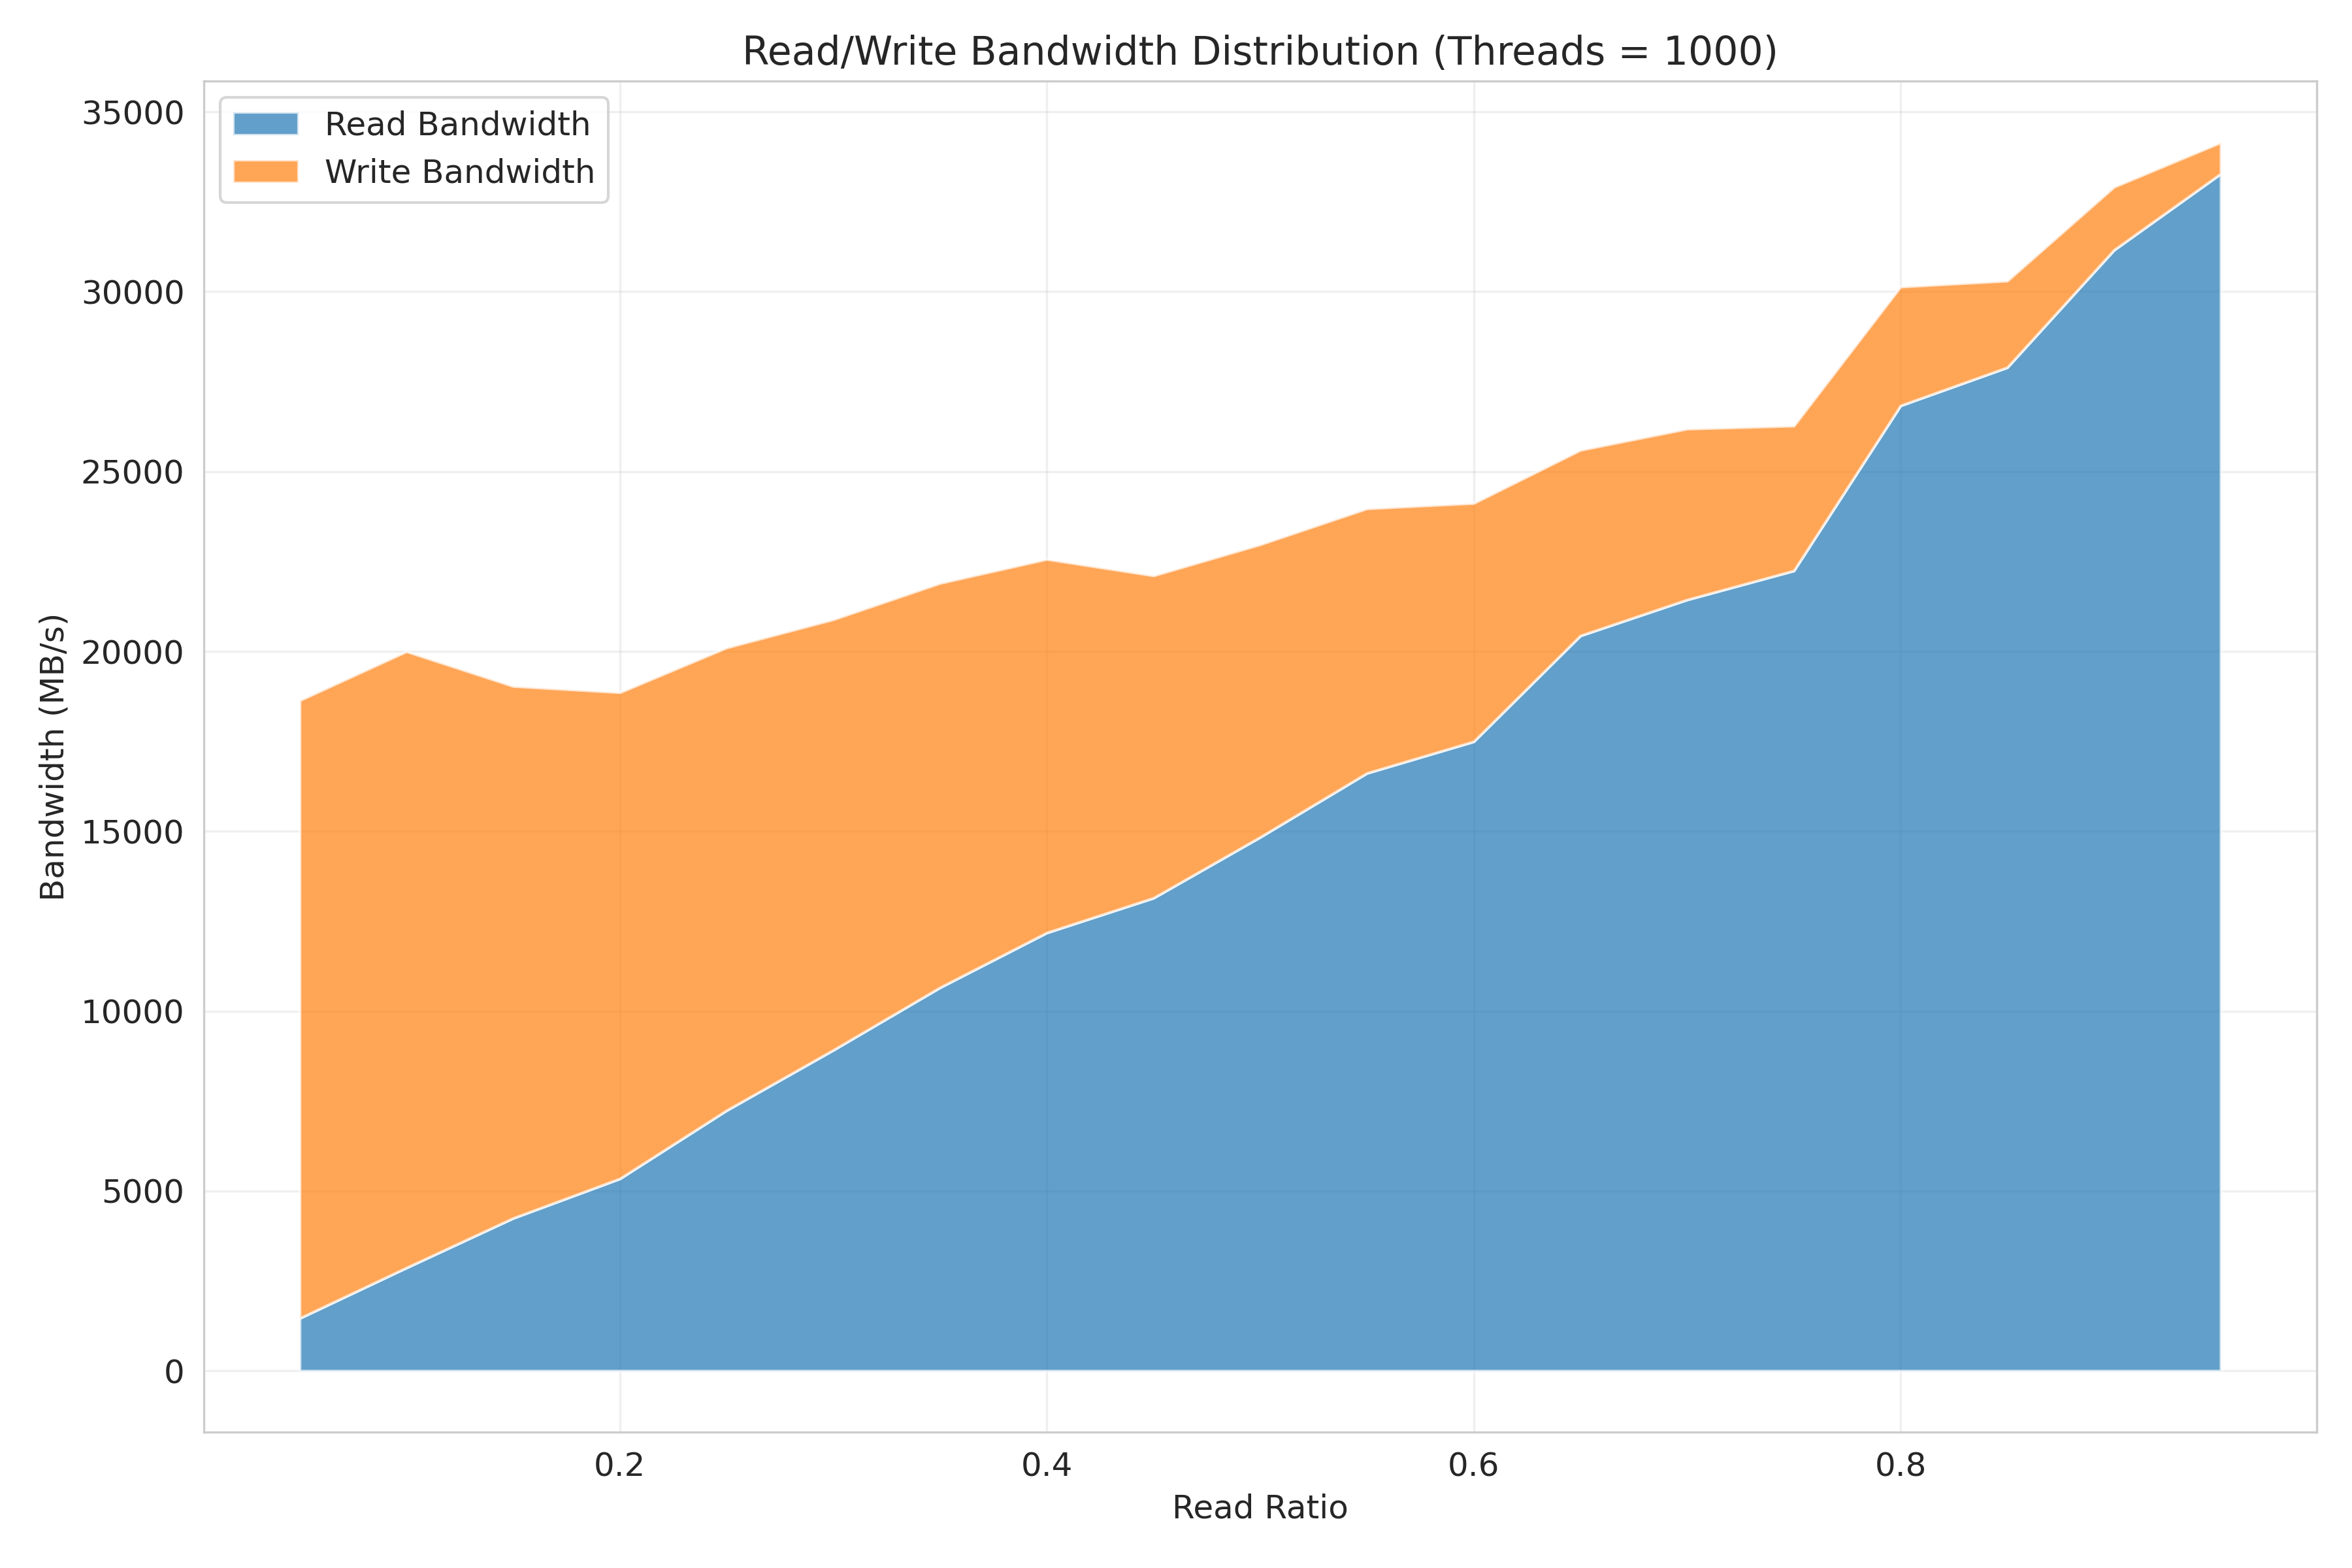 Read/Write Bandwidth Distribution (Threads = 1000)
Read Bandwidth
Write Bandwidth
35000
30000
25000
20000
15000
10000
5000
0
Bandwidth (MB/s)
0.2 0.4 0.6 0.8
Read Ratio